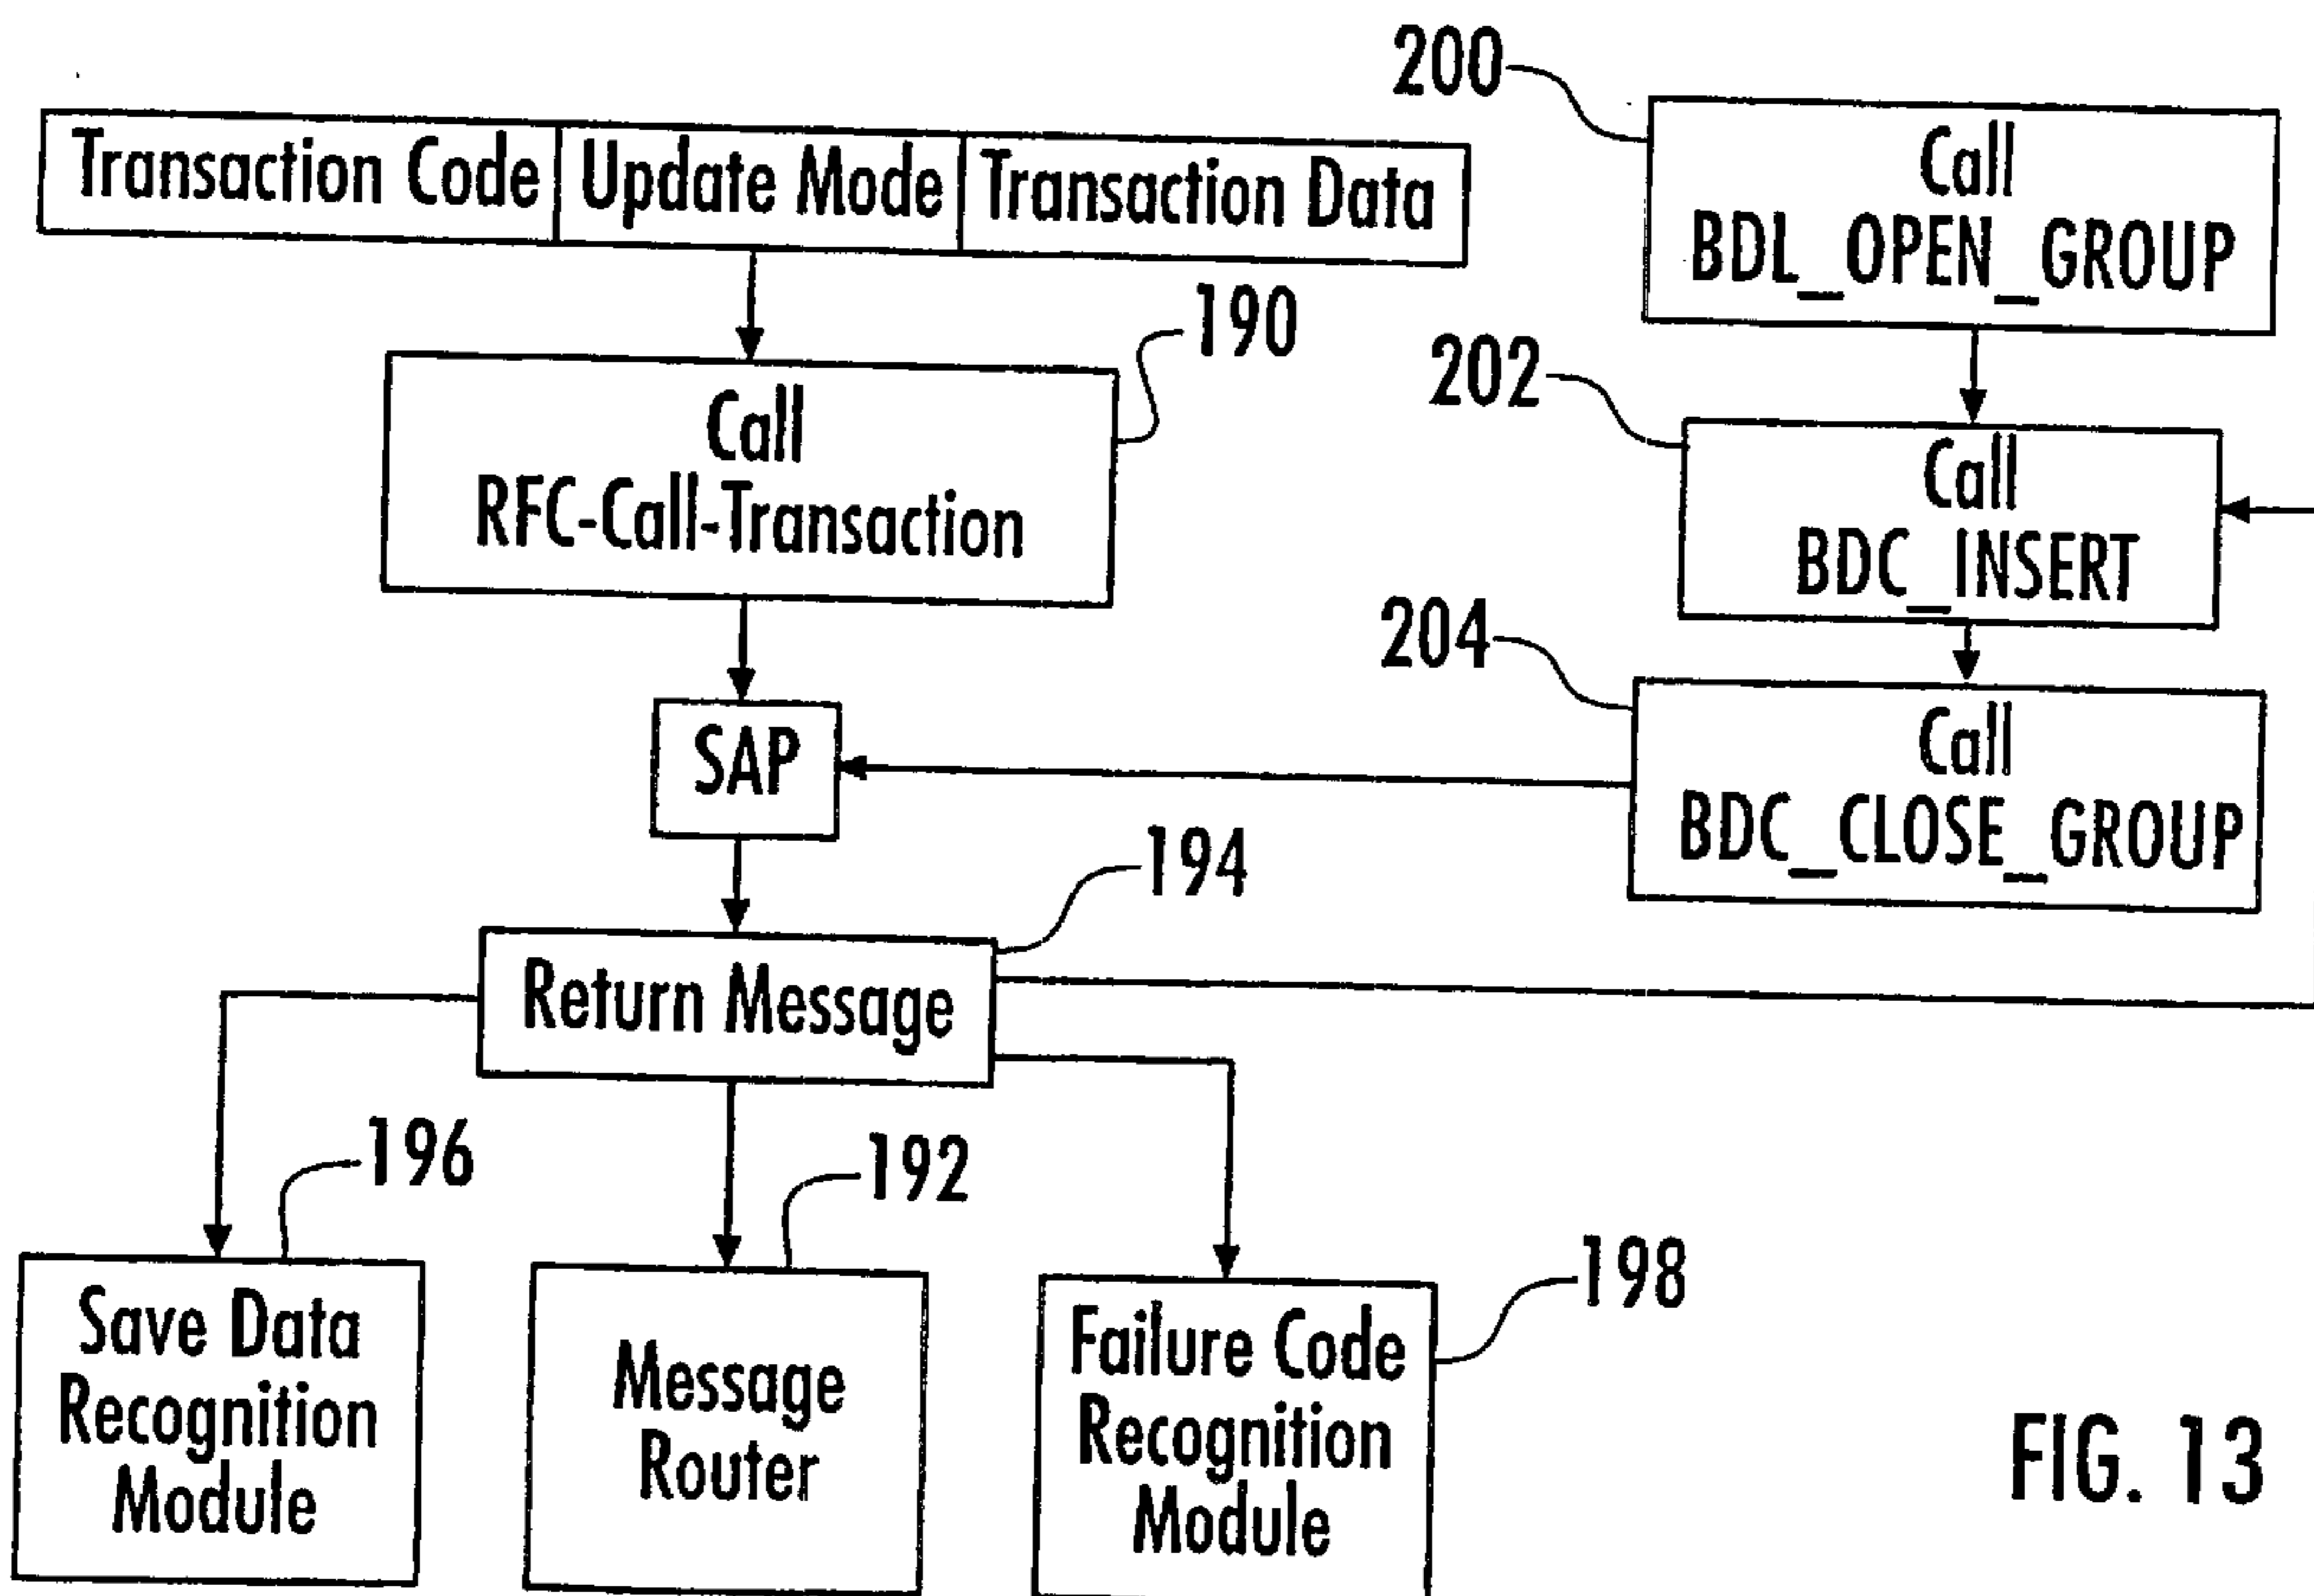 200
Transaction Code Update Mode Transaction Data
Call
BDL_OPEN_GROUP
190
Call
RFC-Call-Transaction
202
Call
BDC_INSERT
204
Call
BDC_CLOSE_GROUP
SAP
194
Return Message
196
192
198
Save Data
Recognition
Module
Message
Router
Failure Code
Recognition
Module
FIG. 13